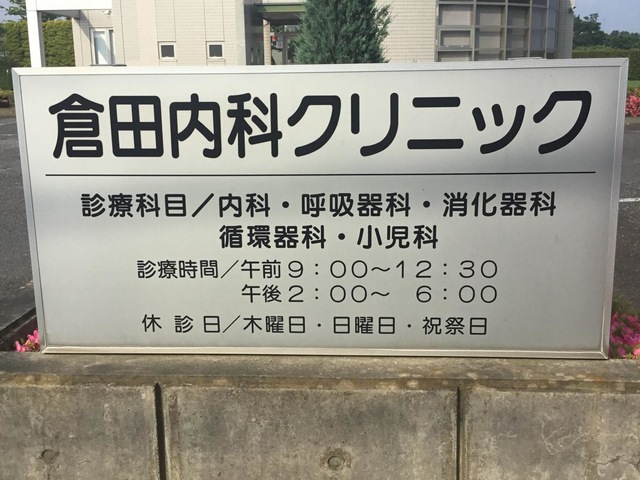 倉田内科クリニック
診療科目／内科・呼吸器科・消化器科
循環器科・小児科
診療時間／午前９：００〜１２：３０
午後２：００〜　６：００
休 診 日／木曜日・日曜日・祝祭日